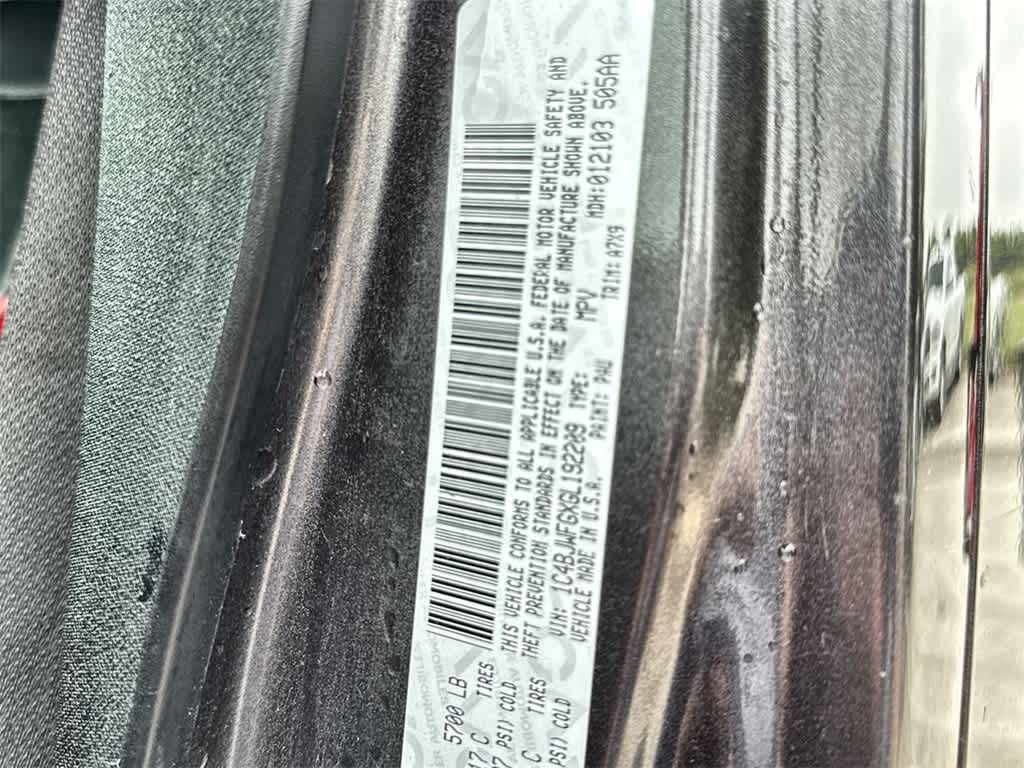 5700 LB
TIRES
PSI) COLD
TIRES
PSI) COLD
THIS VEHICLE CONFORMS TO ALL APPLICABLE U.S.A. FEDERAL MOTOR VEHICLE SAFETY AND
THEFT PREVENTION STANDARDS IN EFFECT ON THE DATE OF MANUFACTURE SHOWN ABOVE.
VIN: 1C4BJWFGXGL192209 TYPE: MPV MDH:012103 505AA
VEHICLE MADE IN U.S.A. PAINT: PAU TRIM: A7X9